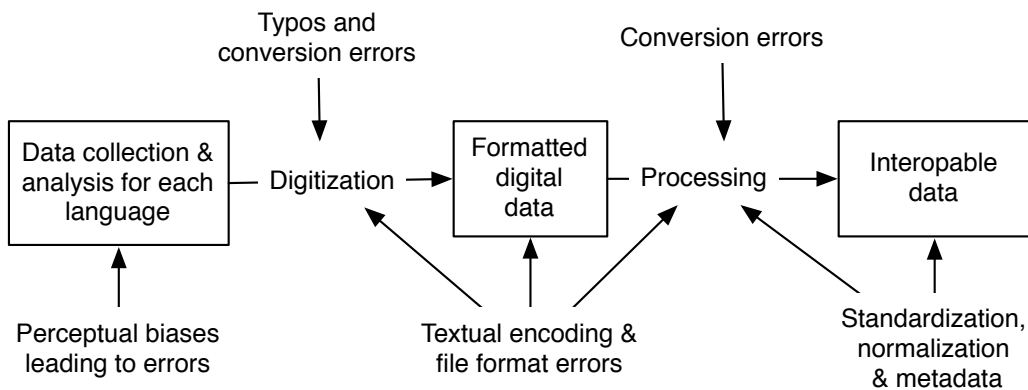 Typos and
conversion errors
Conversion errors
Data collection &
analysis for each
language
Digitization
Formatted
digital
data
Processing
Interopable
data
Perceptual biases
leading to errors
Textual encoding &
file format errors
Standardization,
normalization
& metadata